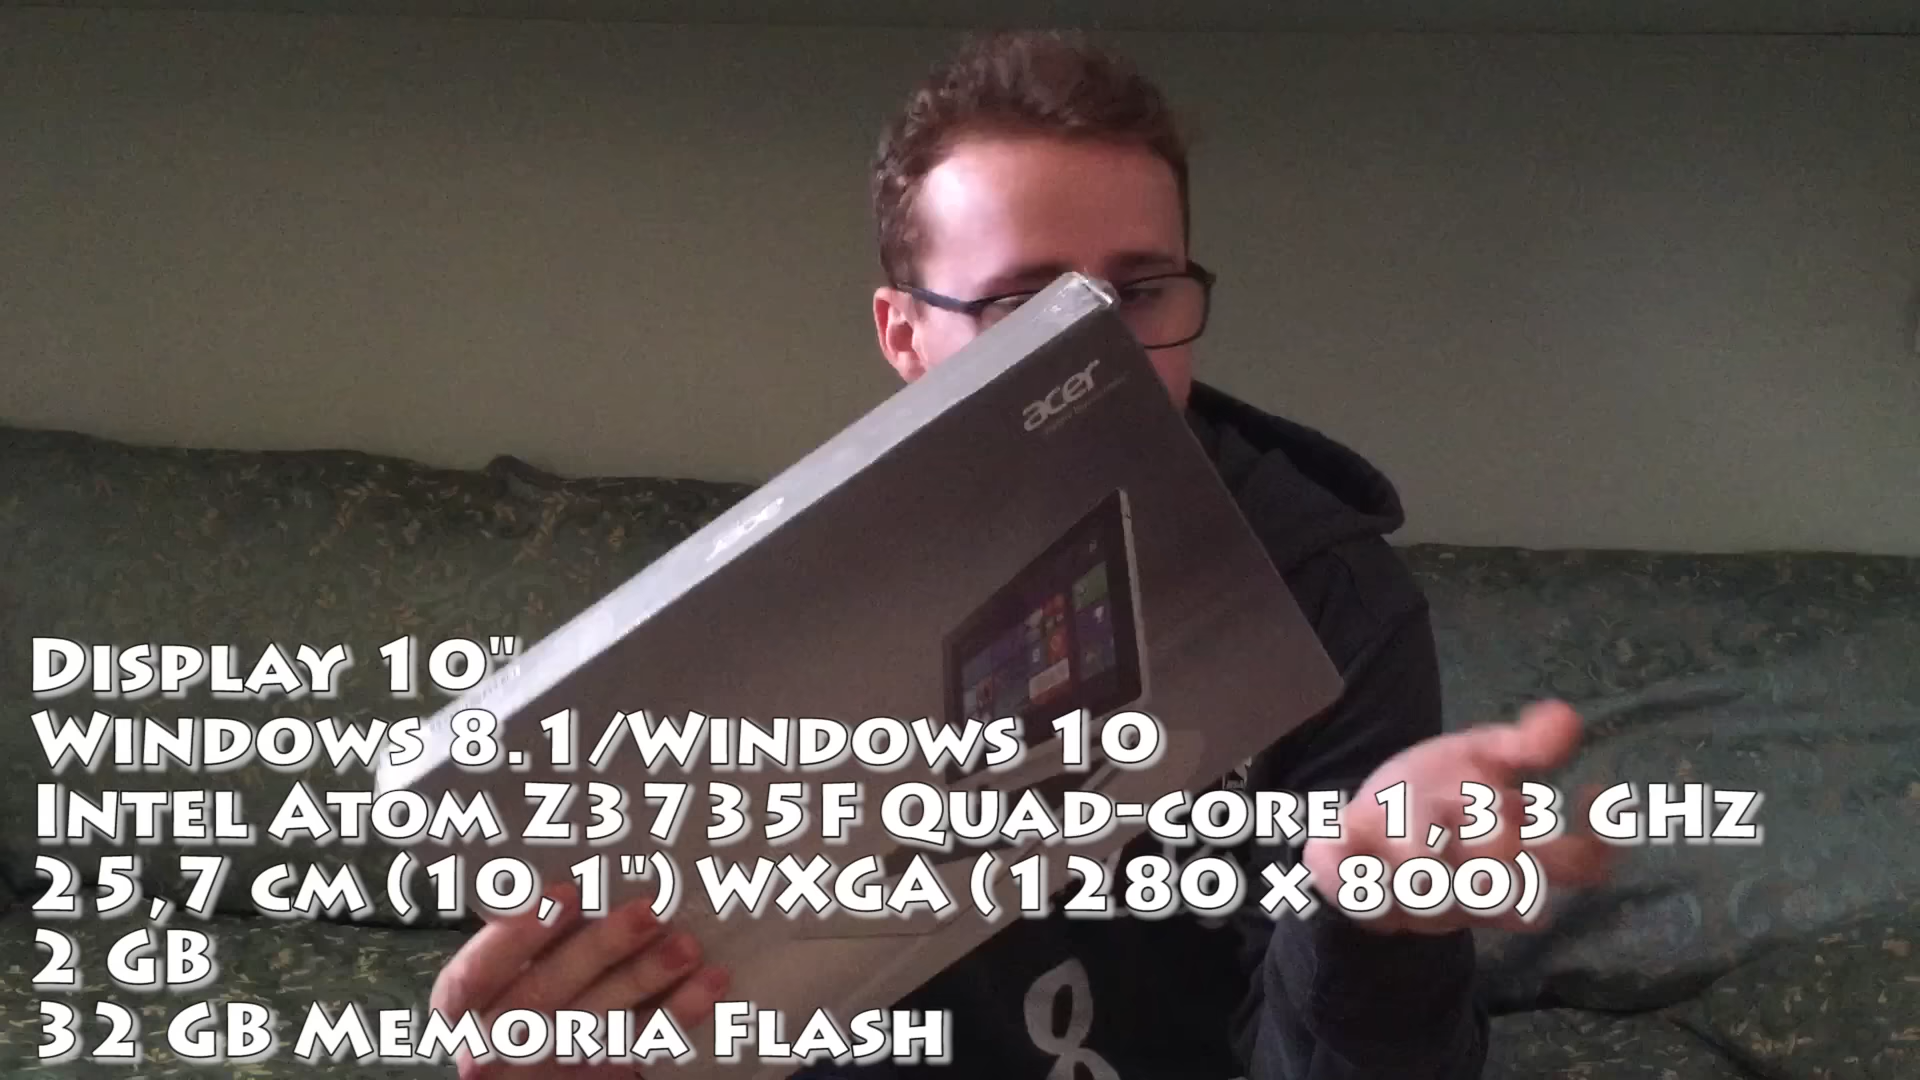 acer
Display 10"
Windows 8.1/Windows 10
Intel Atom Z3735F Quad-core 1,33 GHz
25,7 cm (10,1") WXGA (1280 x 800)
2 GB
32 GB Memoria Flash
8